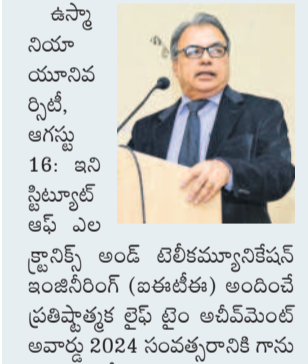 ఉస్మా
నియా
యూనివ
ర్సిటీ,
ఆగస్టు
16: ఇని
స్టిట్యూట్
ఆఫ్ ఎల
క్ట్రానిక్స్ అండ్ టెలీకమ్యూనికేషన్
ఇంజినీరింగ్ (ఐఈటీఈ) అందించే
ప్రతిష్టాత్మక లైఫ్ టైం అచీవ్‌మెంట్
అవార్డు 2024 సంవత్సరానికి గాను